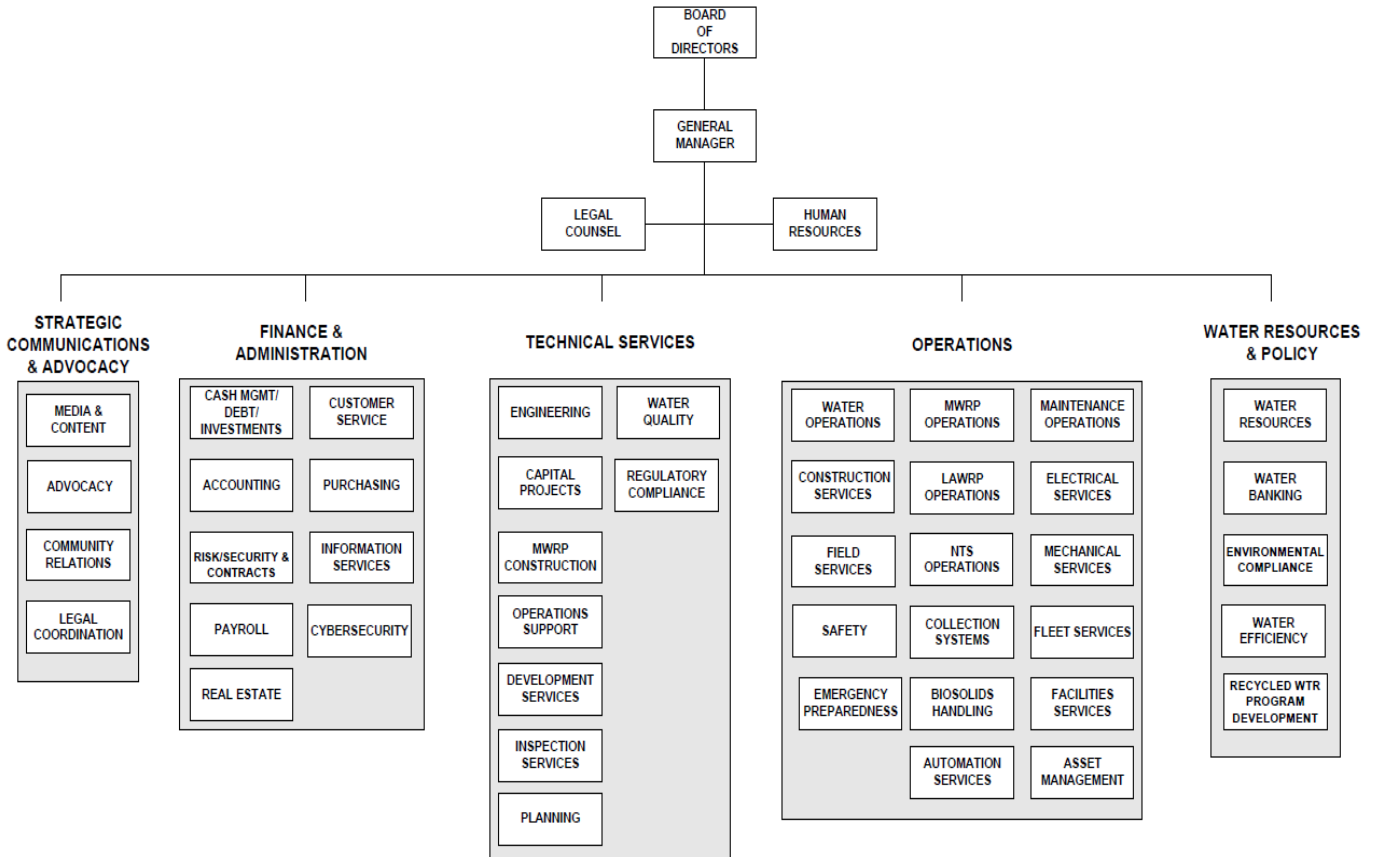 BOARD
OF
DIRECTORS
GENERAL
MANAGER
LEGAL
COUNSEL
HUMAN
RESOURCES
STRATEGIC
COMMUNICATIONS
& ADVOCACY
MEDIA &
CONTENT
ADVOCACY
COMMUNITY
RELATIONS
LEGAL
COORDINATION
FINANCE &
ADMINISTRATION
CASH MGMT/
DEBT/
INVESTMENTS
CUSTOMER
SERVICE
ACCOUNTING
PURCHASING
RISK/SECURITY &
CONTRACTS
INFORMATION
SERVICES
PAYROLL
CYBERSECURITY
REAL ESTATE
TECHNICAL SERVICES
ENGINEERING
WATER
QUALITY
CAPITAL
PROJECTS
REGULATORY
COMPLIANCE
MWRP
CONSTRUCTION
OPERATIONS
SUPPORT
DEVELOPMENT
SERVICES
INSPECTION
SERVICES
PLANNING
OPERATIONS
WATER
OPERATIONS
MWRP
OPERATIONS
MAINTENANCE
OPERATIONS
CONSTRUCTION
SERVICES
LAWRP
OPERATIONS
ELECTRICAL
SERVICES
FIELD
SERVICES
NTS
OPERATIONS
MECHANICAL
SERVICES
SAFETY
COLLECTION
SYSTEMS
FLEET SERVICES
EMERGENCY
PREPAREDNESS
BIOSOLIDS
HANDLING
FACILITIES
SERVICES
AUTOMATION
SERVICES
ASSET
MANAGEMENT
WATER RESOURCES
& POLICY
WATER
RESOURCES
WATER
BANKING
ENVIRONMENTAL
COMPLIANCE
WATER
EFFICIENCY
RECYCLED WTR
PROGRAM
DEVELOPMENT